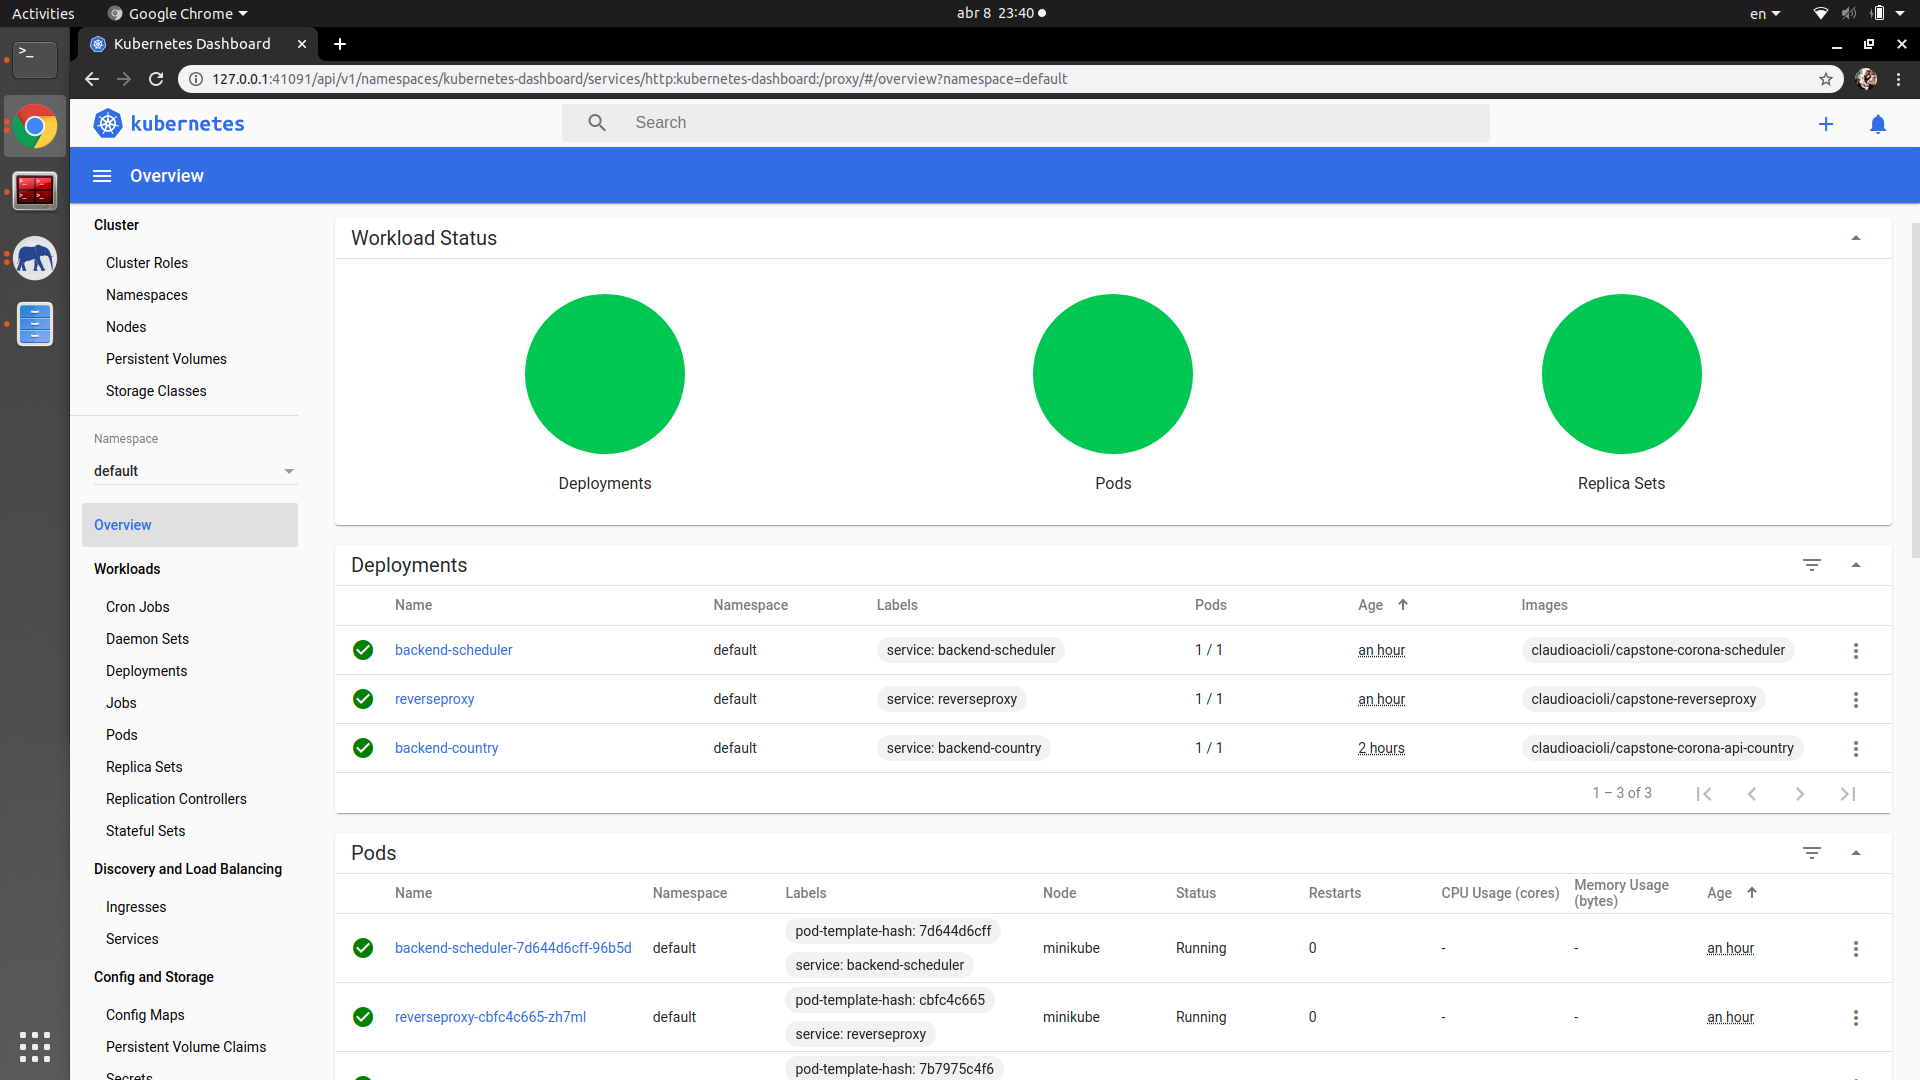 Activities
Google Chrome
abr 8 23:40
en
Kubernetes Dashboard
127.0.0.1:41091/api/v1/namespaces/kubernetes-dashboard/services/http:kubernetes-dashboard:/proxy/#/overview?namespace=default
kubernetes
Search
Overview
Cluster
Cluster Roles
Namespaces
Nodes
Persistent Volumes
Storage Classes
Namespace
default
Overview
Workloads
Cron Jobs
Daemon Sets
Deployments
Jobs
Pods
Replica Sets
Replication Controllers
Stateful Sets
Discovery and Load Balancing
Ingresses
Services
Config and Storage
Config Maps
Persistent Volume Claims
Secrets
Workload Status
Deployments Pods Replica Sets
Deployments
Name Namespace Labels Pods Age Images
backend-scheduler default service: backend-scheduler 1 / 1 an hour claudioacioli/capstone-corona-scheduler
reverseproxy default service: reverseproxy 1 / 1 an hour claudioacioli/capstone-reverseproxy
backend-country default service: backend-country 1 / 1 2 hours claudioacioli/capstone-corona-api-country
1 – 3 of 3
Pods
Name Namespace Labels Node Status Restarts CPU Usage (cores) Memory Usage (bytes) Age
backend-scheduler-7d644d6cff-96b5d default pod-template-hash: 7d644d6cff service: backend-scheduler minikube Running 0 - - an hour
reverseproxy-cbfc4c665-zh7ml default pod-template-hash: cbfc4c665 service: reverseproxy minikube Running 0 - - an hour
pod-template-hash: 7b7975c4f6